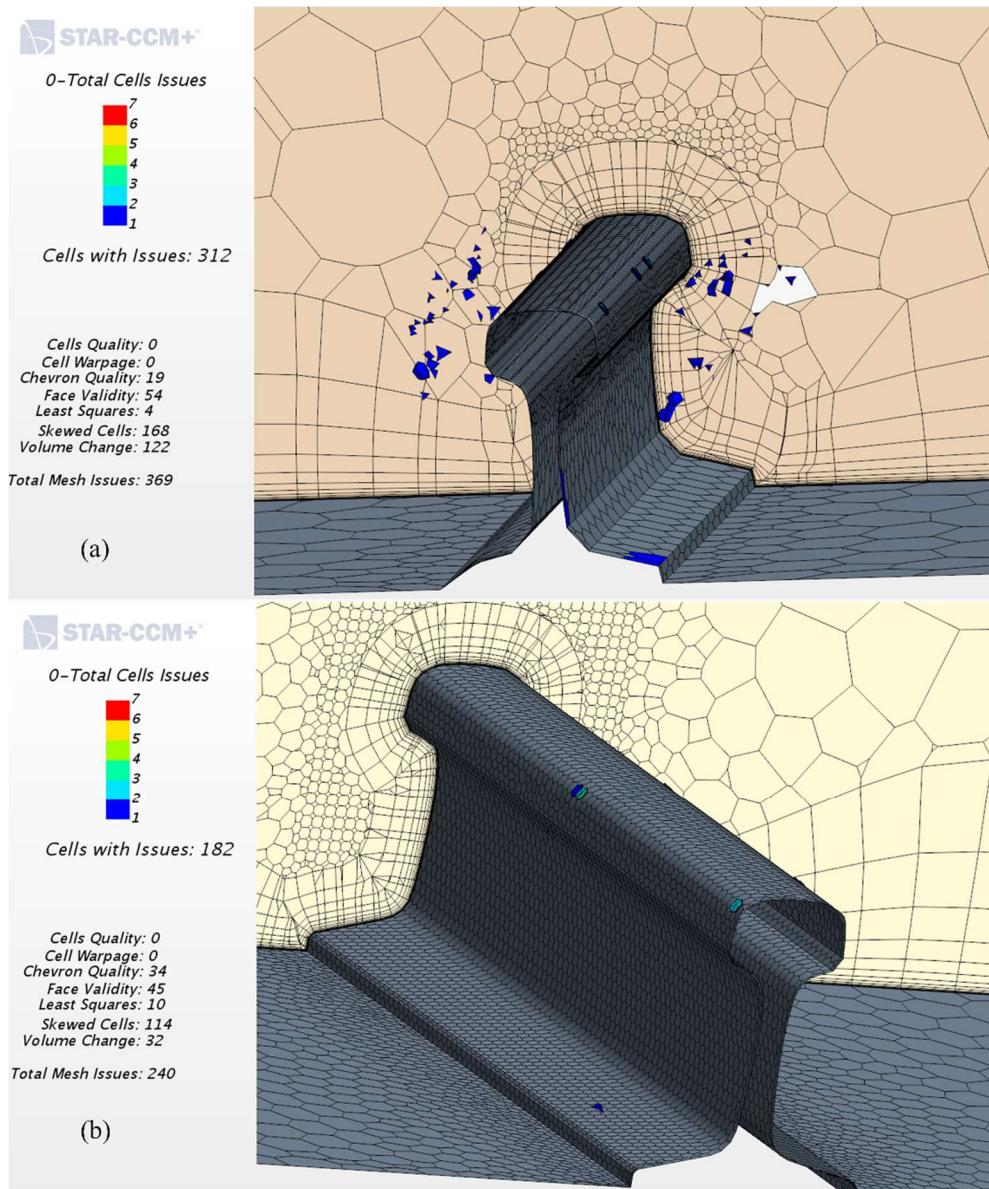 STAR-CCM+®
0-Total Cells Issues
7
6
5
4
3
2
1
Cells with Issues: 312
Cells Quality: 0
Cell Warpage: 0
Chevron Quality: 19
Face Validity: 54
Least Squares: 4
Skewed Cells: 168
Volume Change: 122
Total Mesh Issues: 369
(a)
STAR-CCM+®
0-Total Cells Issues
7
6
5
4
3
2
1
Cells with Issues: 182
Cells Quality: 0
Cell Warpage: 0
Chevron Quality: 34
Face Validity: 45
Least Squares: 10
Skewed Cells: 114
Volume Change: 32
Total Mesh Issues: 240
(b)